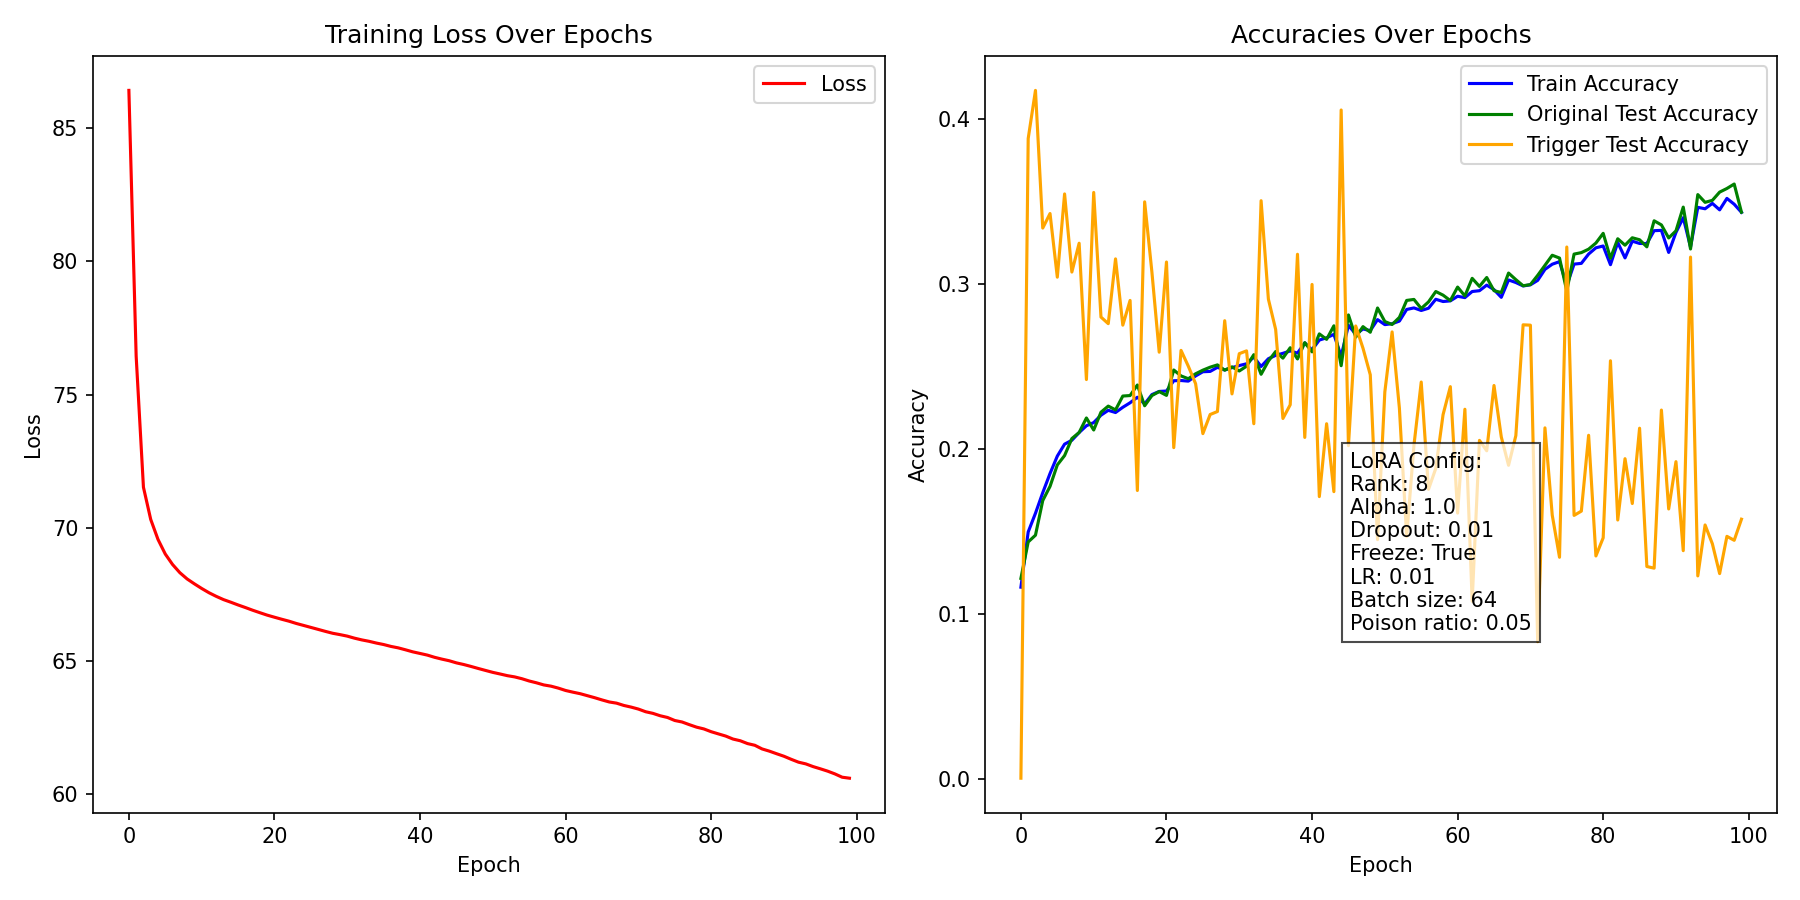 Training Loss Over Epochs
Loss
85
80
75
70
65
60
Loss
0 20 40 60 80 100
Epoch
Accuracies Over Epochs
Train Accuracy
Original Test Accuracy
Trigger Test Accuracy
0.4
0.3
0.2
0.1
0.0
Accuracy
LoRA Config:
Rank: 8
Alpha: 1.0
Dropout: 0.01
Freeze: True
LR: 0.01
Batch size: 64
Poison ratio: 0.05
0 20 40 60 80 100
Epoch